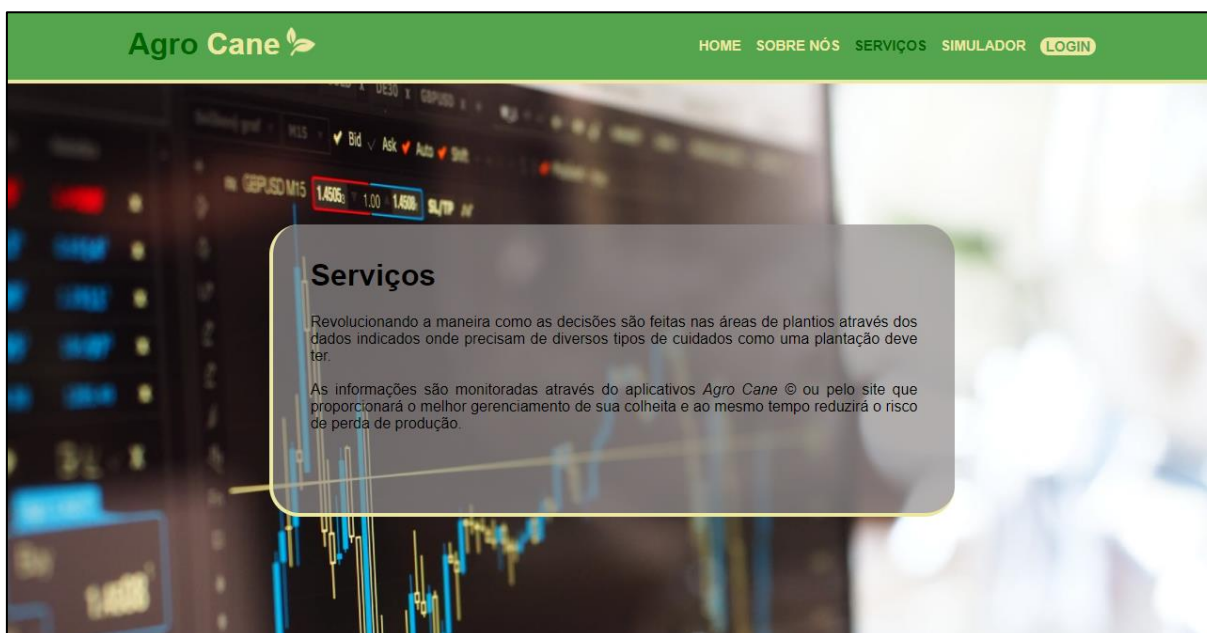 Agro Cane
HOME SOBRE NÓS SERVIÇOS SIMULADOR LOGIN
DE30 x GBPUSD x
M15 Bid Ask Auto Shift
GBPUSD M15 1.4505 1.00 1.4508 SL/TP
Serviços
Revolucionando a maneira como as decisões são feitas nas áreas de plantios através dos
dados indicados onde precisam de diversos tipos de cuidados como uma plantação deve
ter.
As informações são monitoradas através do aplicativos Agro Cane © ou pelo site que
proporcionará o melhor gerenciamento de sua colheita e ao mesmo tempo reduzirá o risco
de perda de produção.